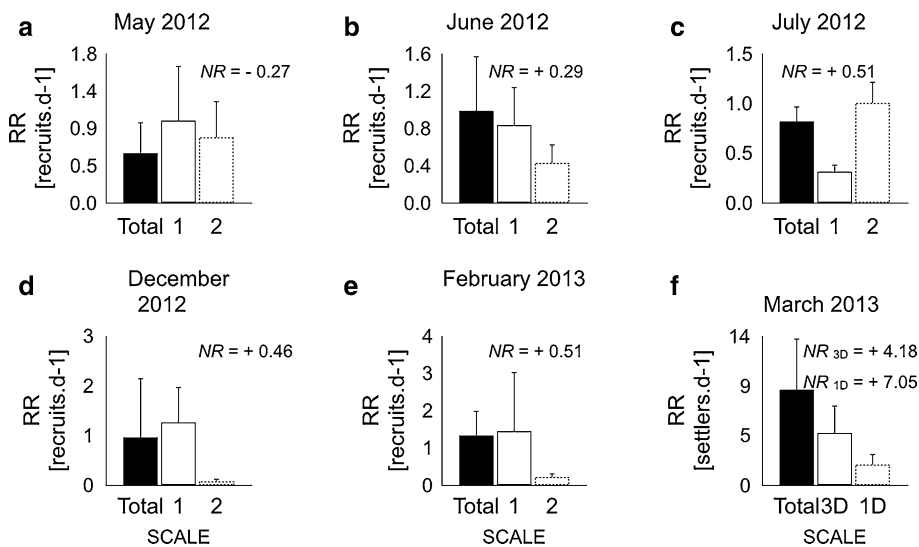 a
May 2012
1.8
1.4
0.9
0.5
0.0
RR
[recruits.d-1]
NR = - 0.27
Total 1 2
b
June 2012
1.6
1.2
0.8
0.4
0.0
RR
[recruits.d-1]
NR = + 0.29
Total 1 2
c
July 2012
1.5
1.0
0.5
0.0
RR
[recruits.d-1]
NR = + 0.51
Total 1 2
d
December
2012
3
2
1
0
RR
[recruits.d-1]
NR = + 0.46
Total 1 2
SCALE
e
February 2013
4
3
2
1
0
RR
[recruits.d-1]
NR = + 0.51
Total 1 2
SCALE
f
March 2013
14
9
5
0
RR
[settlers.d-1]
NR 3D = + 4.18
NR 1D = + 7.05
Total 3D 1D
SCALE